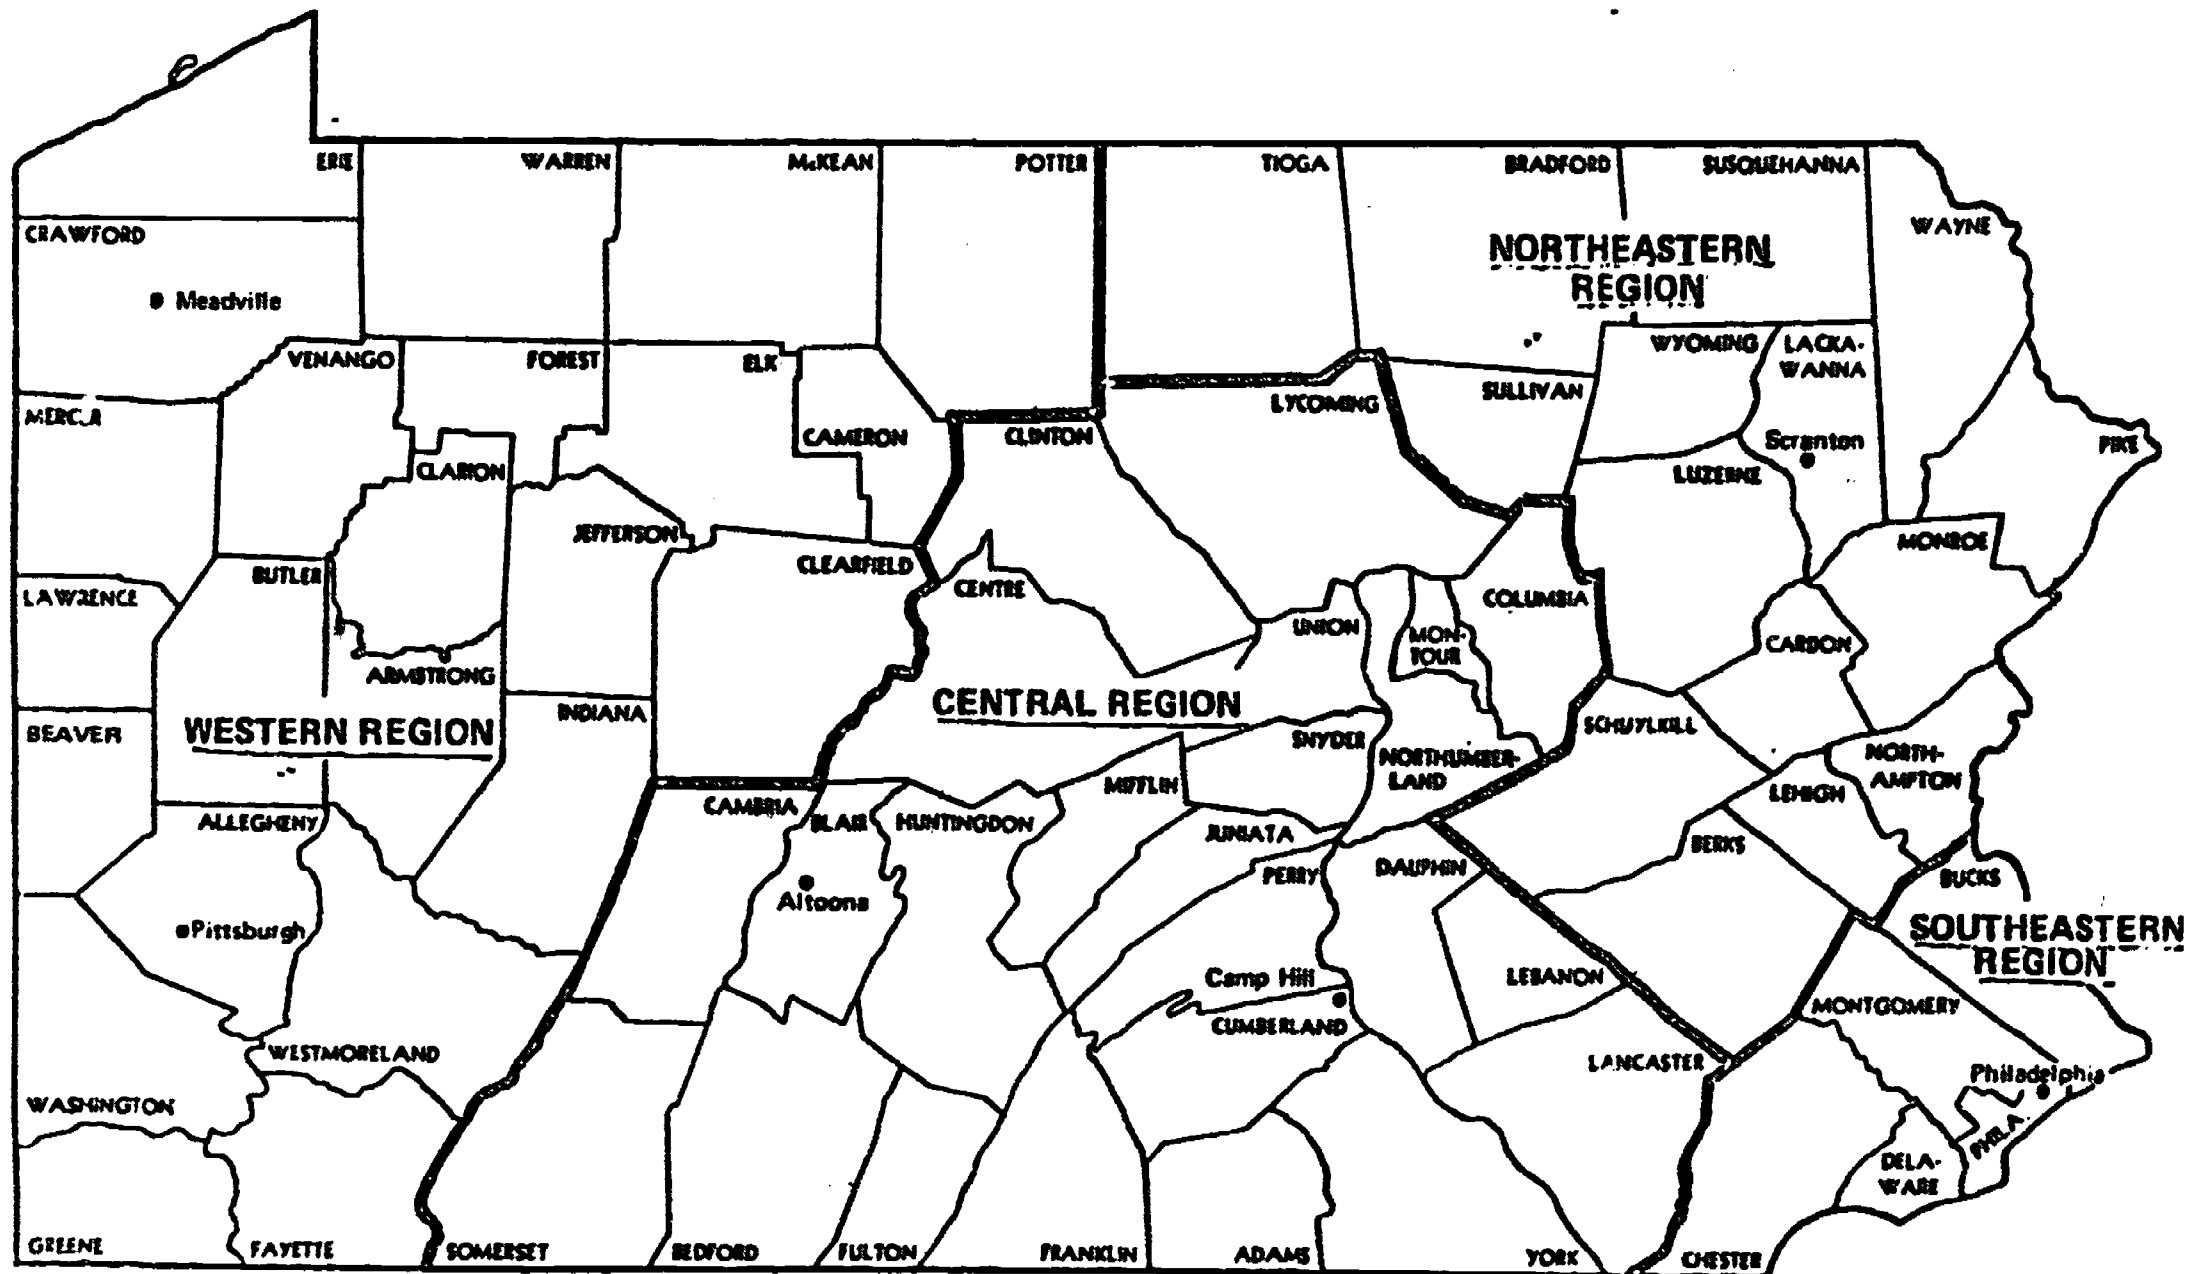 ERIE
WARREN
McKEAN
POTTER
TIOGA
BRADFORD
SUSQUEHANNA
WAYNE
CRAWFORD
Meadville
NORTHEASTERN
REGION
VENANGO
FOREST
ELK
WYOMING
LACKA-
WANNA
SULLIVAN
LYCOMING
CAMERON
CLINTON
Scranton
PIKE
CLARION
LUZERNE
JEFFERSON
MONROE
CLEARFIELD
CENTRE
BUTLER
LAWRENCE
COLUMBIA
UNION
MON-
TOUR
CARBON
ARMSTRONG
CENTRAL REGION
INDIANA
WESTERN REGION
BEAVER
SCHUYLKILL
SNYDER
NORTHUMBER-
LAND
NORTH-
AMPTON
MIFFLIN
LEHIGH
CAMBRIA
BLAIR
HUNTINGDON
ALLEGHENY
JUNIATA
BERKS
PERRY
DAUPHIN
BUCKS
Altoona
Pittsburgh
SOUTHEASTERN
REGION
Camp Hill
CUMBERLAND
LEBANON
MONTGOMERY
WESTMORELAND
LANCASTER
Philadelphia
WASHINGTON
PHILA.
DELA-
WARE
GREENE
FAYETTE
SOMERSET
BEDFORD
FULTON
FRANKLIN
ADAMS
YORK
CHESTER